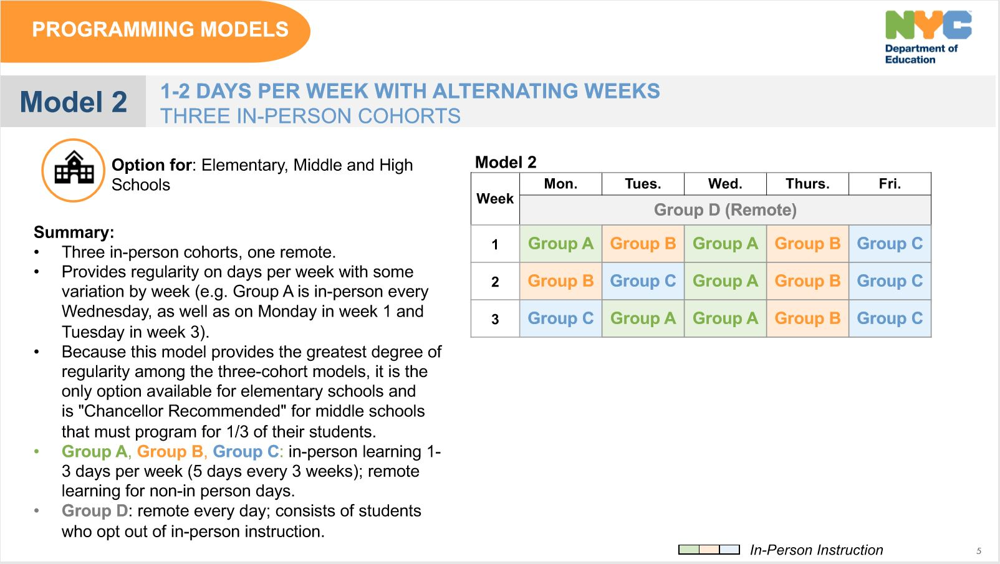 PROGRAMMING MODELS
NYC
Department of
Education
Model 2
1-2 DAYS PER WEEK WITH ALTERNATING WEEKS
THREE IN-PERSON COHORTS
Option for: Elementary, Middle and High
Schools
Summary:
• Three in-person cohorts, one remote.
• Provides regularity on days per week with some
variation by week (e.g. Group A is in-person every
Wednesday, as well as on Monday in week 1 and
Tuesday in week 3).
• Because this model provides the greatest degree of
regularity among the three-cohort models, it is the
only option available for elementary schools and
is "Chancellor Recommended" for middle schools
that must program for 1/3 of their students.
• Group A, Group B, Group C: in-person learning 1-
3 days per week (5 days every 3 weeks); remote
learning for non-in person days.
• Group D: remote every day; consists of students
who opt out of in-person instruction.
Model 2
Week Mon. Tues. Wed. Thurs. Fri.
Group D (Remote)
1 Group A Group B Group A Group B Group C
2 Group B Group C Group A Group B Group C
3 Group C Group A Group A Group B Group C
In-Person Instruction
5